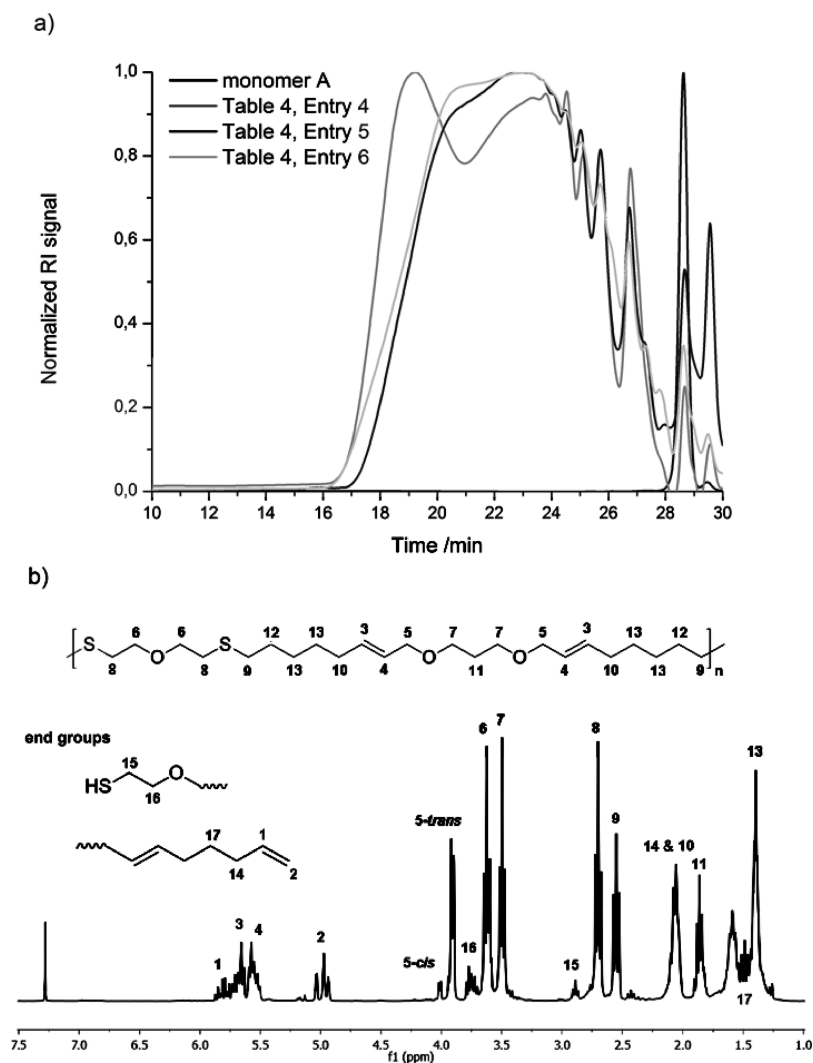 a)
monomer A
Table 4, Entry 4
Table 4, Entry 5
Table 4, Entry 6
1,0
0,8
0,6
0,4
0,2
0,0
Normalized RI signal
10 12 14 16 18 20 22 24 26 28 30
Time /min
b)
6 6 12 13 3 5 7 7 5 3 13 12
S O S O O n
8 8 9 13 10 4 11 4 10 13 9
end groups
15
HS O
16
17 1
14 2
1 3 4 2 5-trans 5-cis 16 6 7 15 8 9 14 & 10 11 17 13
7.5 7.0 6.5 6.0 5.5 5.0 4.5 4.0 3.5 3.0 2.5 2.0 1.5 1.0
f1 (ppm)